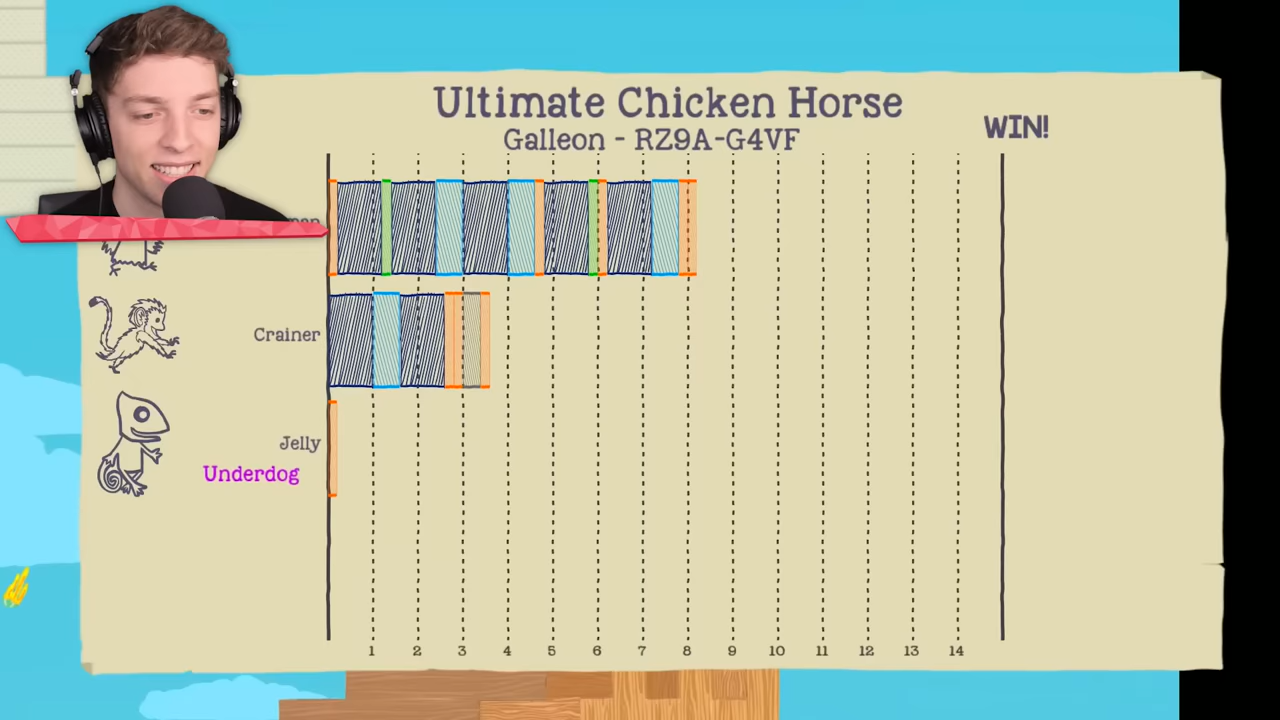 Ultimate Chicken Horse
Galleon - RZ9A-G4VF
WIN!
Crainer
Jelly
Underdog
1 2 3 4 5 6 7 8 9 10 11 12 13 14